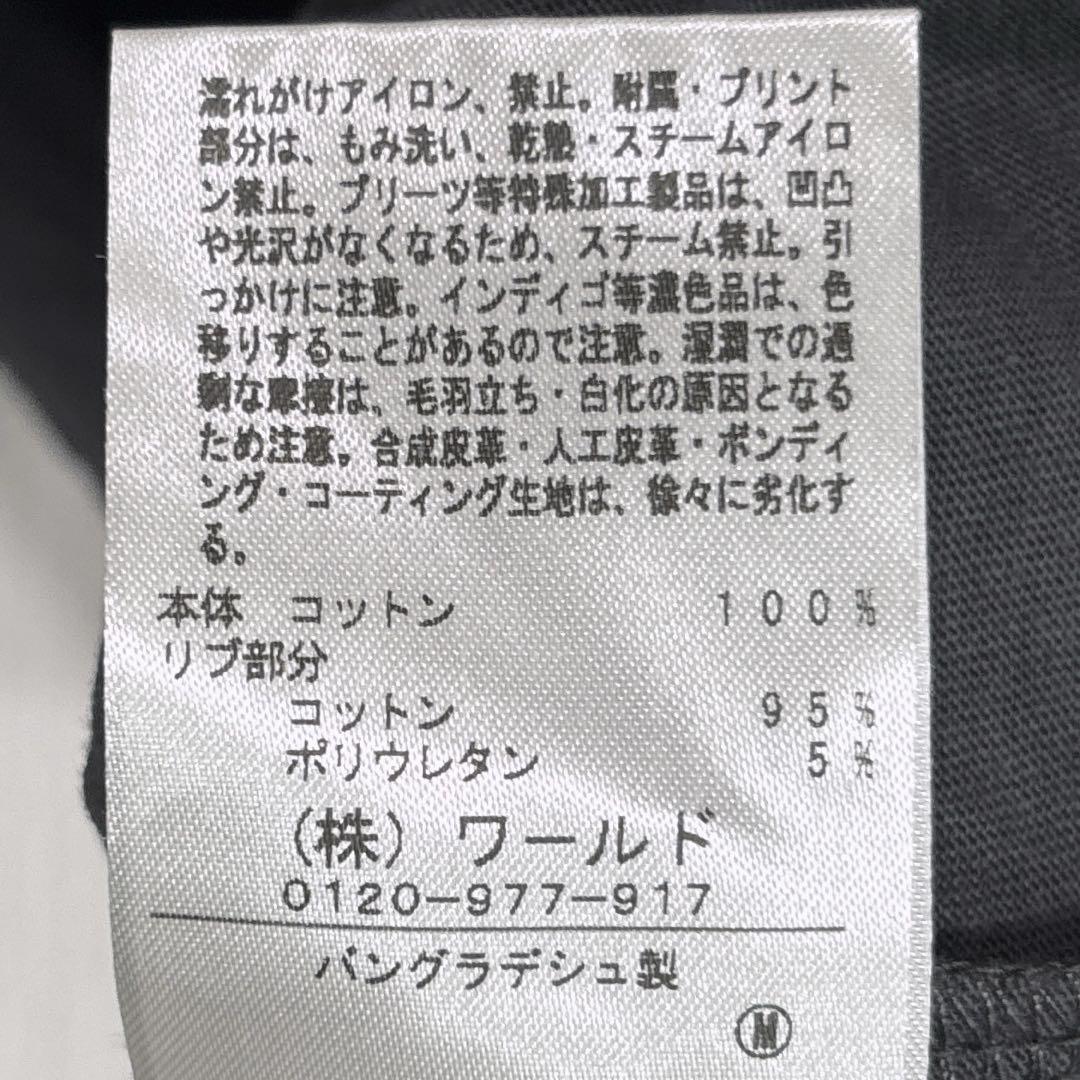 濡れがけアイロン、禁止。附属・プリント
部分は、もみ洗い、乾熱・スチームアイロ
ン禁止。プリーツ等特殊加工製品は、凹凸
や光沢がなくなるため、スチーム禁止。引
っかけに注意。インディゴ等濃色品は、色
移りすることがあるので注意。湿潤での過
剰な摩擦は、毛羽立ち・白化の原因となる
ため注意。合成皮革・人工皮革・ボンディ
ング・コーティング生地は、徐々に劣化す
る。
本体 コットン 100%
リブ部分
コットン 95%
ポリウレタン 5%
(株) ワールド
0120-977-917
バングラデシュ製
Ⓜ